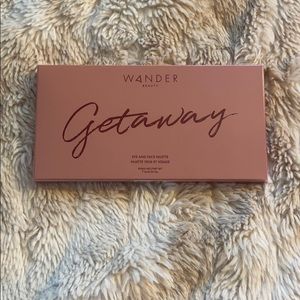 WANDER
BEAUTY
Getaway
EYE AND FACE PALETTE
PALETTE YEUX ET VISAGE